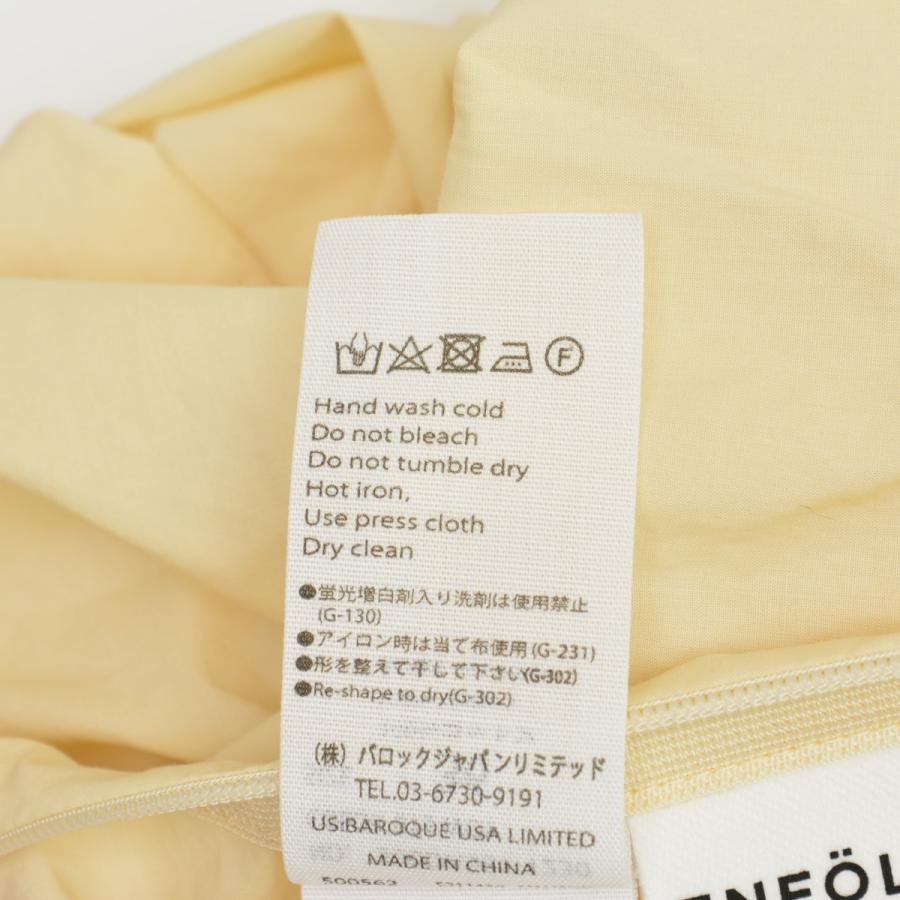 F
Hand wash cold
Do not bleach
Do not tumble dry
Hot iron,
Use press cloth
Dry clean
●蛍光増白剤入り洗剤は使用禁止
(G-130)
●アイロン時は当て布使用(G-231)
●形を整えて干して下さい(G-302)
●Re-shape to dry(G-302)
(株) バロックジャパンリミテッド
TEL.03-6730-9191
US:BAROQUE USA LIMITED
MADE IN CHINA
500562
ENFÖL